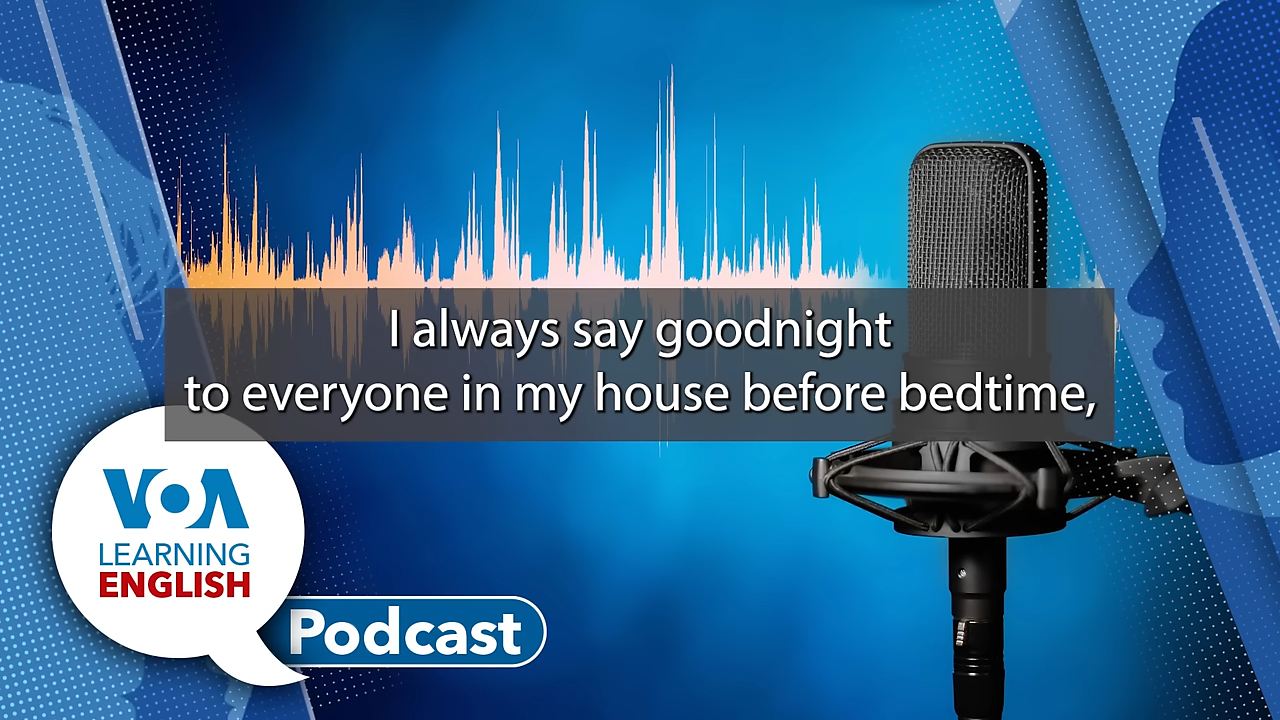 I always say goodnight
to everyone in my house before bedtime,
VOA
LEARNING
ENGLISH
Podcast